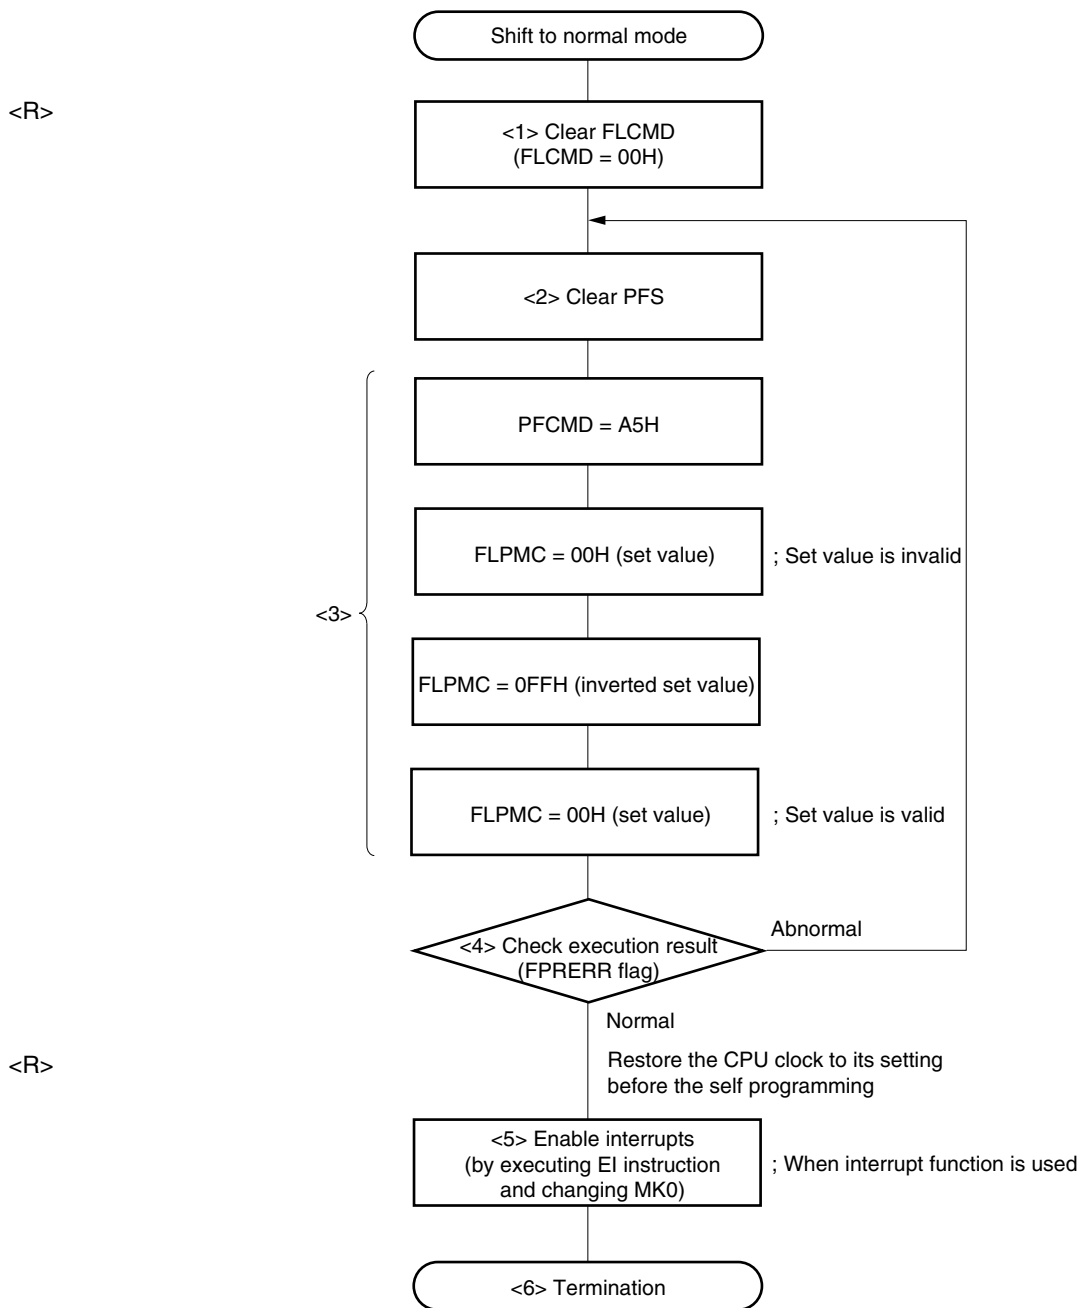 Shift to normal mode
<R>
<1> Clear FLCMD
(FLCMD = 00H)
<2> Clear PFS
PFCMD = A5H
FLPMC = 00H (set value)
; Set value is invalid
<3>
FLPMC = 0FFH (inverted set value)
FLPMC = 00H (set value)
; Set value is valid
Abnormal
<4> Check execution result
(FPRERR flag)
Normal
<R>
Restore the CPU clock to its setting
before the self programming
<5> Enable interrupts
(by executing EI instruction
and changing MK0)
; When interrupt function is used
<6> Termination